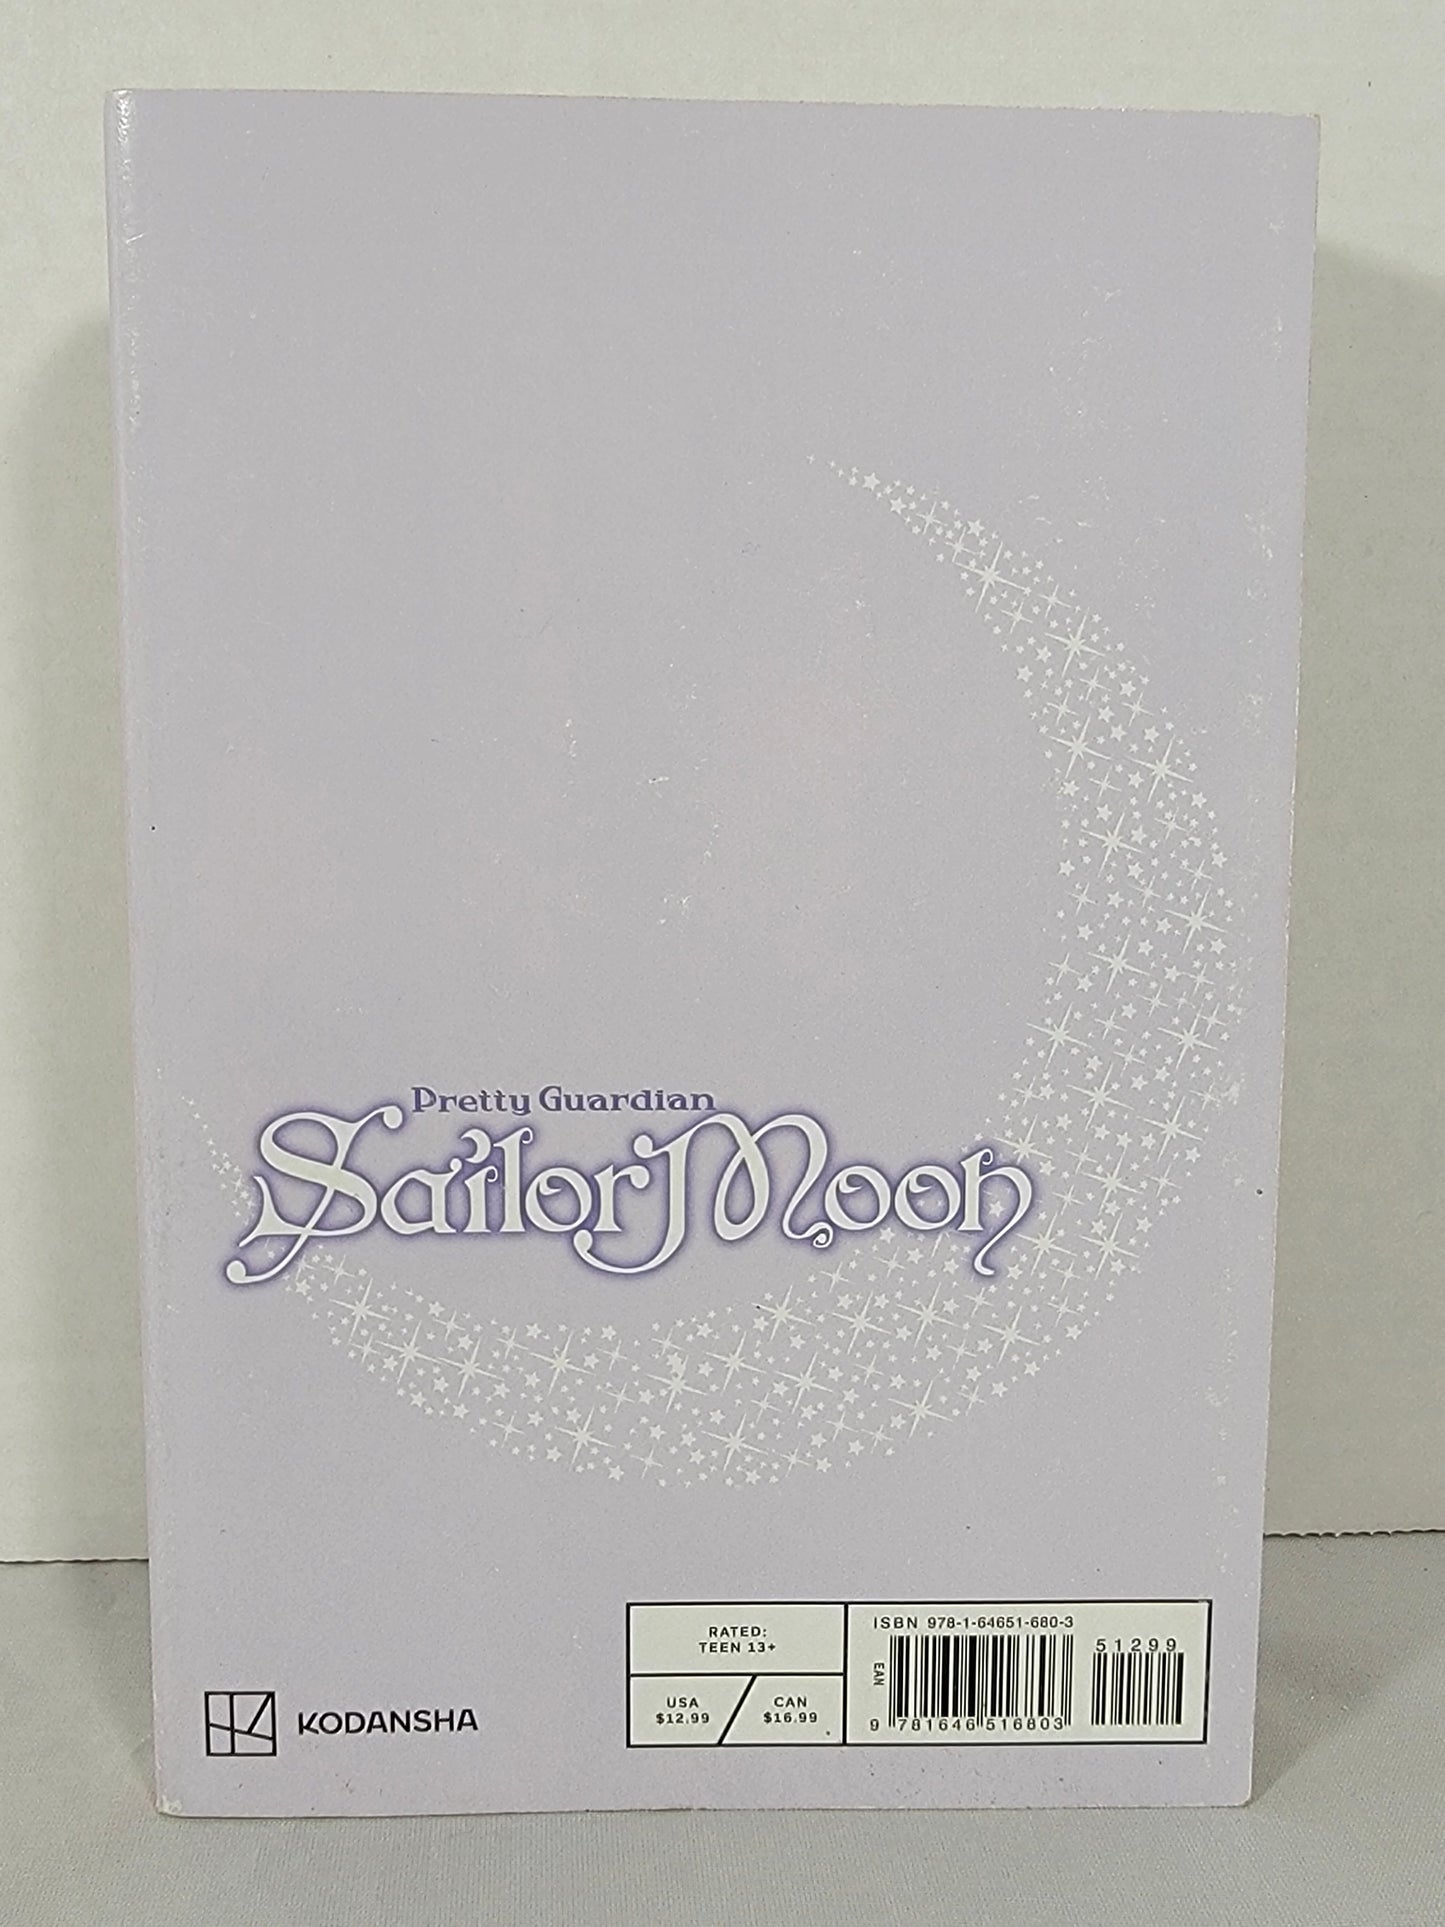 Pretty Guardian
Sailor Moon
RATED:
TEEN 13+
USA
$12.99
CAN
$16.99
ISBN 978-1-64651-680-3
51299
EAN
9 781646 516803
KODANSHA